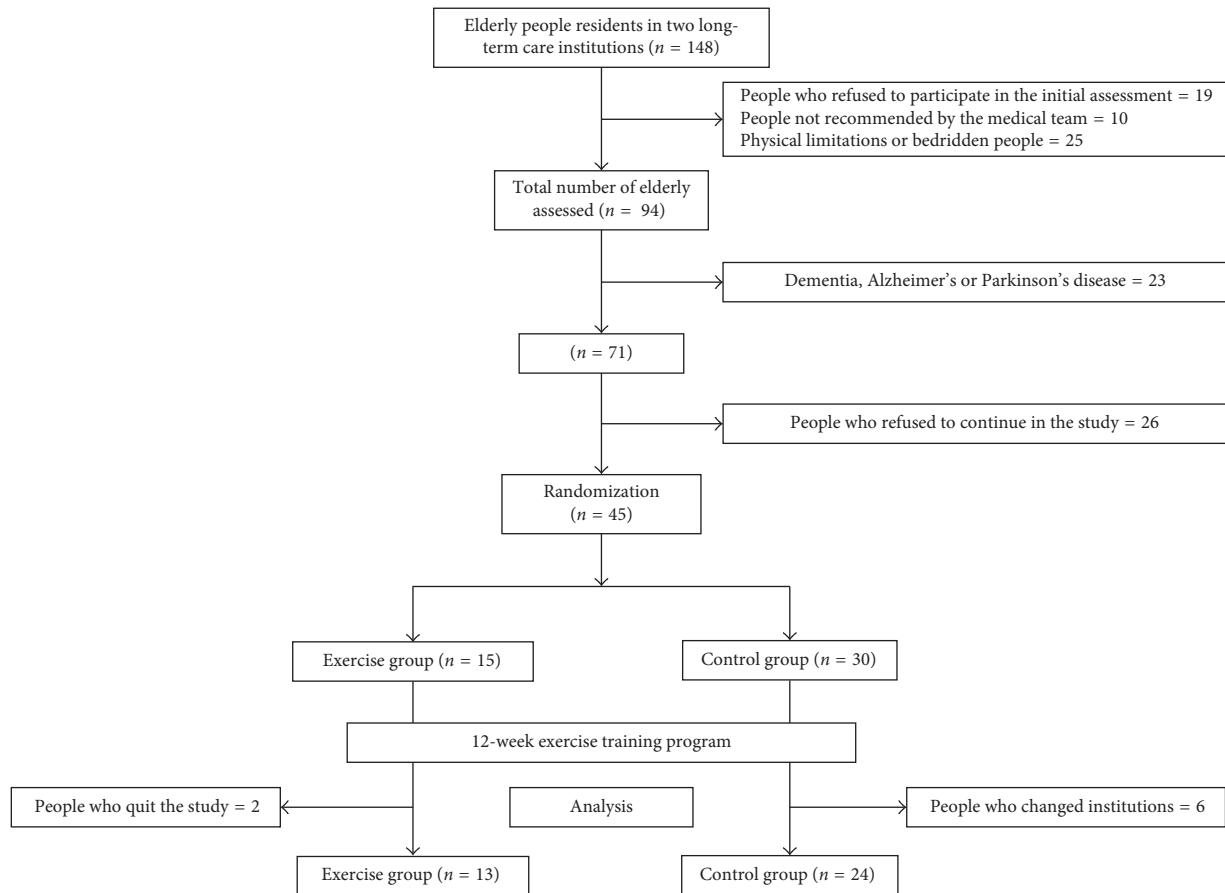 Elderly people residents in two long-
term care institutions (n = 148)
People who refused to participate in the initial assessment = 19
People not recommended by the medical team = 10
Physical limitations or bedridden people = 25
Total number of elderly
assessed (n = 94)
Dementia, Alzheimer's or Parkinson's disease = 23
(n = 71)
People who refused to continue in the study = 26
Randomization
(n = 45)
Exercise group (n = 15)
Control group (n = 30)
12-week exercise training program
People who quit the study = 2
Analysis
People who changed institutions = 6
Exercise group (n = 13)
Control group (n = 24)